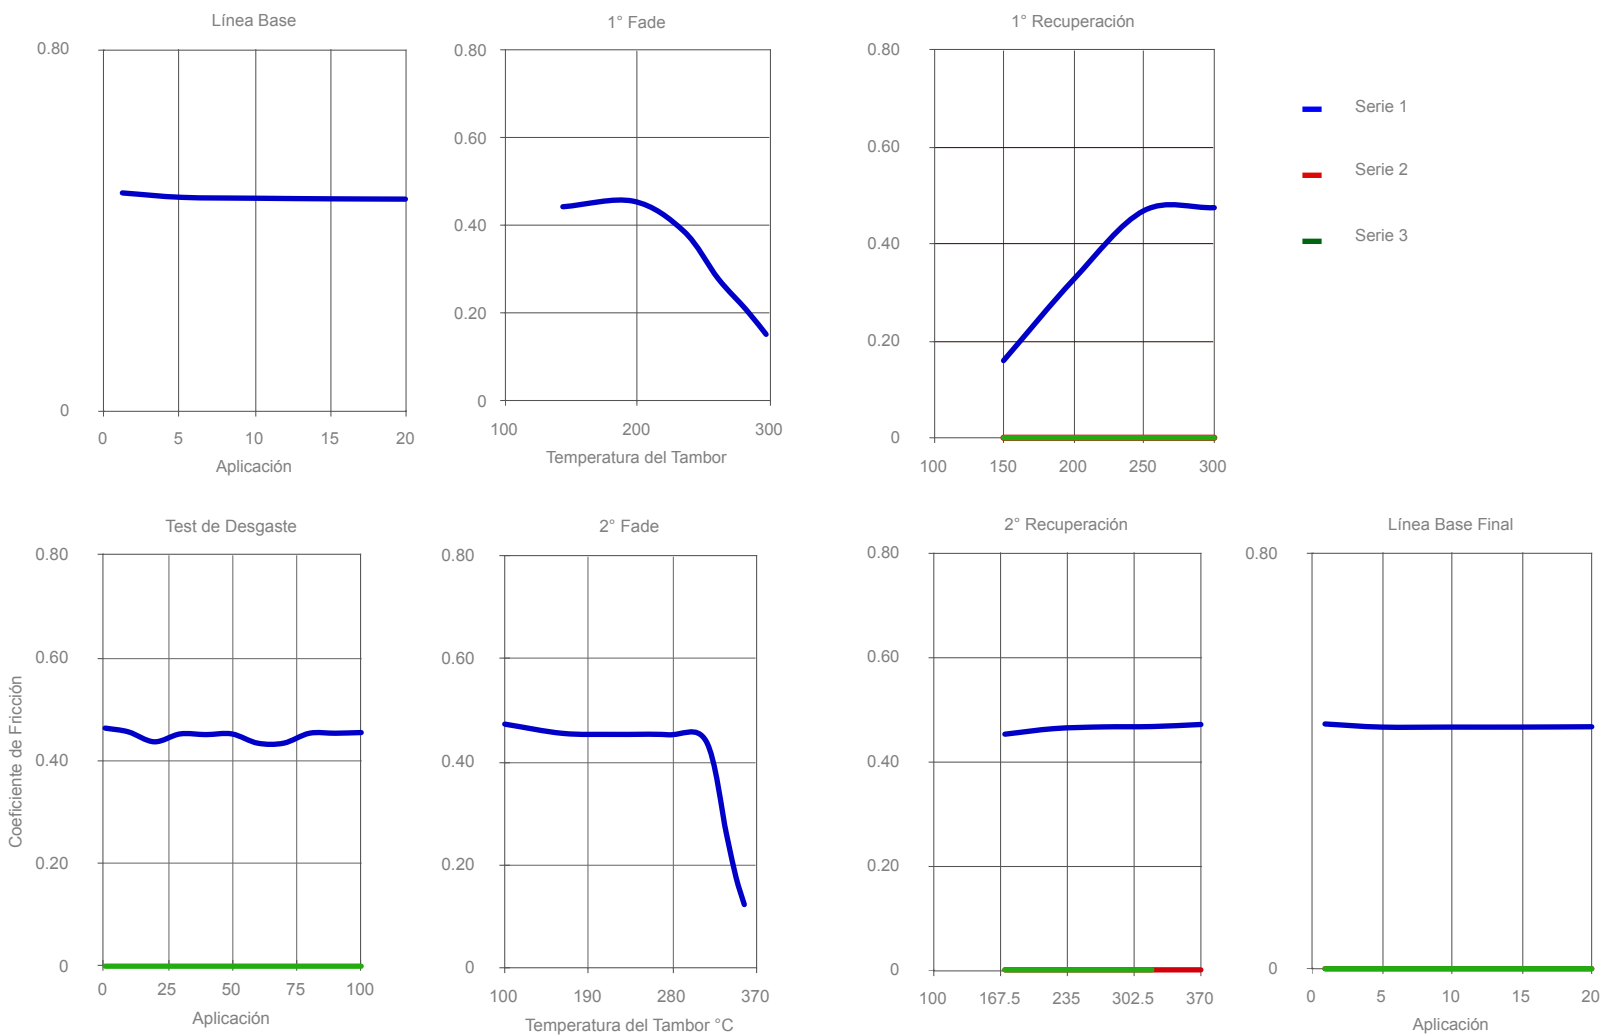 Línea Base
0.80
0
0 5 10 15 20
Aplicación
1° Fade
0.80
0.60
0.40
0.20
0
100 200 300
Temperatura del Tambor
1° Recuperación
0.80
0.60
0.40
0.20
0
100 150 200 250 300
Serie 1
Serie 2
Serie 3
Test de Desgaste
Coeficiente de Fricción
0.80
0.60
0.40
0.20
0
0 25 50 75 100
Aplicación
2° Fade
0.80
0.60
0.40
0.20
0
100 190 280 370
Temperatura del Tambor °C
2° Recuperación
0.80
0.60
0.40
0.20
0
100 167.5 235 302.5 370
Línea Base Final
0.80
0
0 5 10 15 20
Aplicación